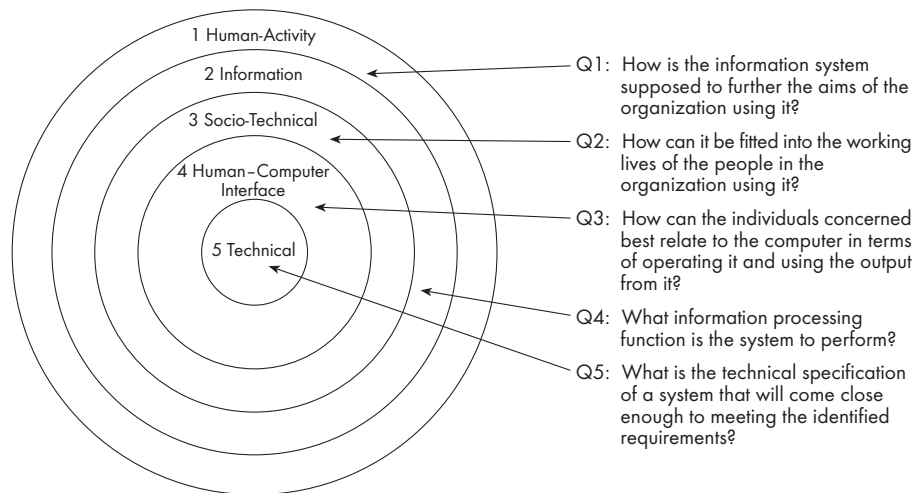 1 Human-Activity
2 Information
3 Socio-Technical
4 Human–Computer
Interface
5 Technical
Q1: How is the information system
supposed to further the aims of the
organization using it?
Q2: How can it be fitted into the working
lives of the people in the
organization using it?
Q3: How can the individuals concerned
best relate to the computer in terms
of operating it and using the output
from it?
Q4: What information processing
function is the system to perform?
Q5: What is the technical specification
of a system that will come close
enough to meeting the identified
requirements?